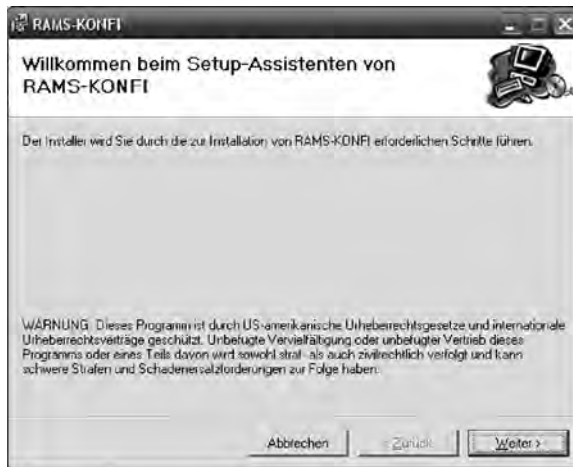 RAMS-KONFI
Willkommen beim Setup-Assistenten von
RAMS-KONFI
Der Installer wird Sie durch die zur Installation von RAMS-KONFI erforderlichen Schritte führen.
WARNUNG: Dieses Programm ist durch US-amerikanische Urheberrechtsgesetze und internationale
Urheberrechtsverträge geschützt. Unbefugte Vervielfältigung oder unbefugter Vertrieb dieses
Programms oder eines Teils davon wird sowohl straf- als auch zivilrechtlich verfolgt und kann
schwere Strafen und Schadenersatzforderungen zur Folge haben.
Abbrechen
< Zurück
Weiter >